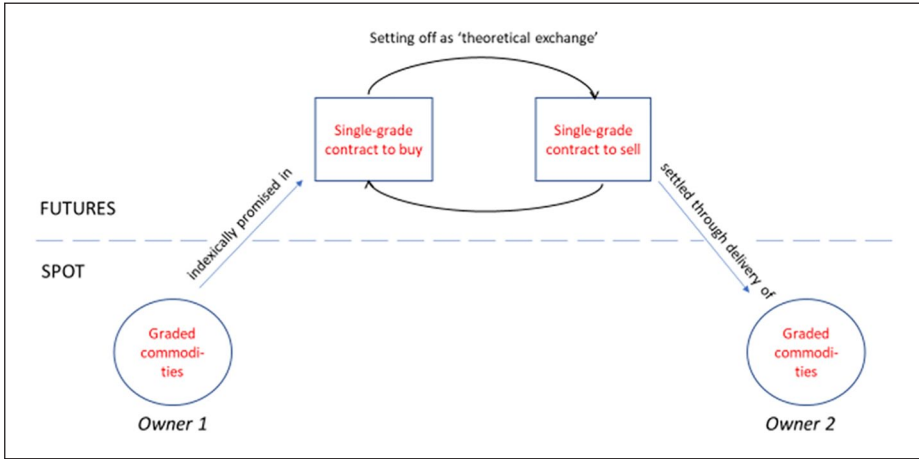 Setting off as ‘theoretical exchange’
Single-grade
contract to buy
Single-grade
contract to sell
indexically promised in
settled through delivery of
FUTURES
SPOT
Graded
commodi-
ties
Owner 1
Graded
commodi-
ties
Owner 2